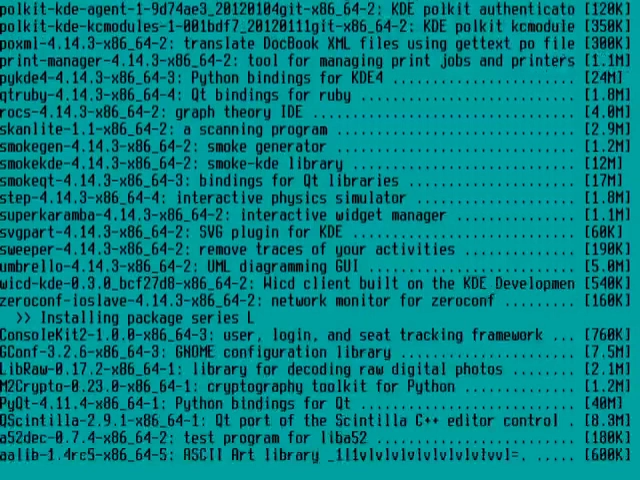 polkit-kde-agent-1-9d74ae3_20120104git-x86_64-2: KDE polkit authenticato [120K]
polkit-kde-kcmodules-1-001bdf7_20120111git-x86_64-2: KDE polkit kcmodule [350K]
poxml-4.14.3-x86_64-2: translate DocBook XML files using gettext po file [300K]
print-manager-4.14.3-x86_64-2: tool for managing print jobs and printers [1.1M]
pykde4-4.14.3-x86_64-3: Python bindings for KDE4 ....................... [24M]
qtruby-4.14.3-x86_64-4: Qt bindings for ruby ........................... [1.8M]
rocs-4.14.3-x86_64-2: graph theory IDE ................................. [4.0M]
skanlite-1.1-x86_64-2: a scanning program .............................. [2.9M]
smokegen-4.14.3-x86_64-2: smoke generator .............................. [1.2M]
smokekde-4.14.3-x86_64-2: smoke-kde library ............................ [12M]
smokeqt-4.14.3-x86_64-3: bindings for Qt libraries ..................... [17M]
step-4.14.3-x86_64-4: interactive physics simulator .................... [1.8M]
superkaramba-4.14.3-x86_64-2: interactive widget manager ............... [1.1M]
svgpart-4.14.3-x86_64-2: SVG plugin for KDE ............................ [60K]
sweeper-4.14.3-x86_64-2: remove traces of your activities .............. [190K]
umbrello-4.14.3-x86_64-2: UML diagramming GUI .......................... [5.0M]
wicd-kde-0.3.0_bcf27d8-x86_64-2: Wicd client built on the KDE Developmen [540K]
zeroconf-ioslave-4.14.3-x86_64-2: network monitor for zeroconf ......... [160K]
>> Installing package series L
ConsoleKit2-1.0.0-x86_64-3: user, login, and seat tracking framework ... [760K]
GConf-3.2.6-x86_64-3: GNOME configuration library ...................... [7.5M]
LibRaw-0.17.2-x86_64-1: library for decoding raw digital photos ........ [2.1M]
M2Crypto-0.23.0-x86_64-1: cryptography toolkit for Python .............. [1.2M]
PyQt-4.11.4-x86_64-1: Python bindings for Qt ........................... [40M]
QScintilla-2.9.1-x86_64-1: Qt port of the Scintilla C++ editor control . [8.3M]
a52dec-0.7.4-x86_64-2: test program for liba52 ......................... [180K]
aalib-1.4rc5-x86_64-5: ASCII Art library _1|1vlvlvlvlvlvlvlvvl=. ..... [600K]